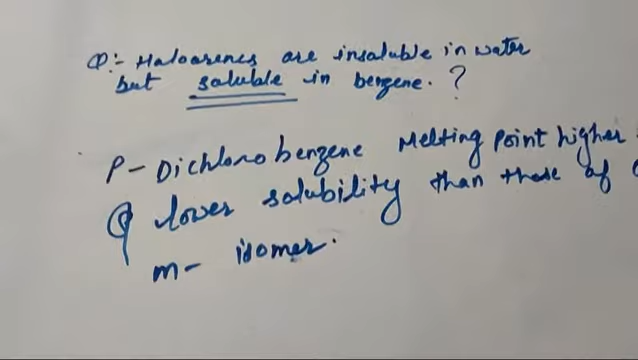 Q:- Haloarenes are insoluble in water
but soluble in benzene. ?
P- Dichlorobenzene Melting Point higher
& lower solubility than those of
m- isomer.